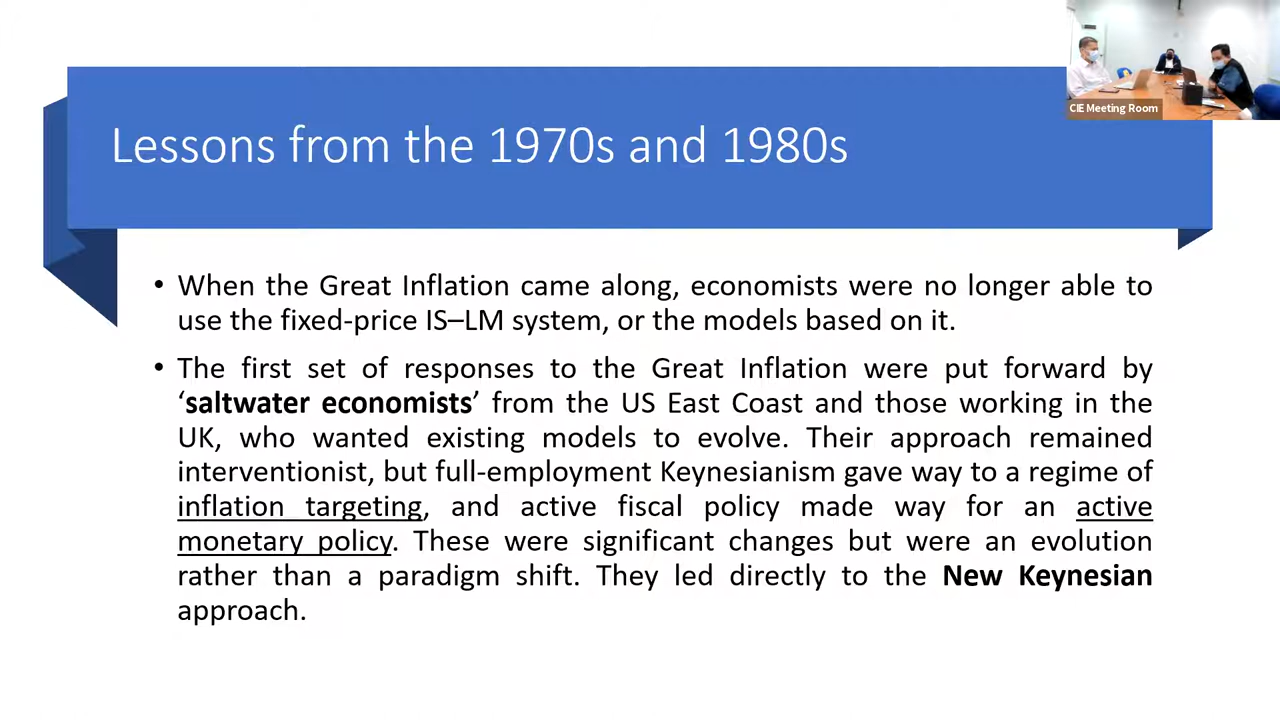 CIE Meeting Room
Lessons from the 1970s and 1980s
• When the Great Inflation came along, economists were no longer able to
use the fixed-price IS–LM system, or the models based on it.
• The first set of responses to the Great Inflation were put forward by
‘saltwater economists’ from the US East Coast and those working in the
UK, who wanted existing models to evolve. Their approach remained
interventionist, but full-employment Keynesianism gave way to a regime of
inflation targeting, and active fiscal policy made way for an active
monetary policy. These were significant changes but were an evolution
rather than a paradigm shift. They led directly to the New Keynesian
approach.